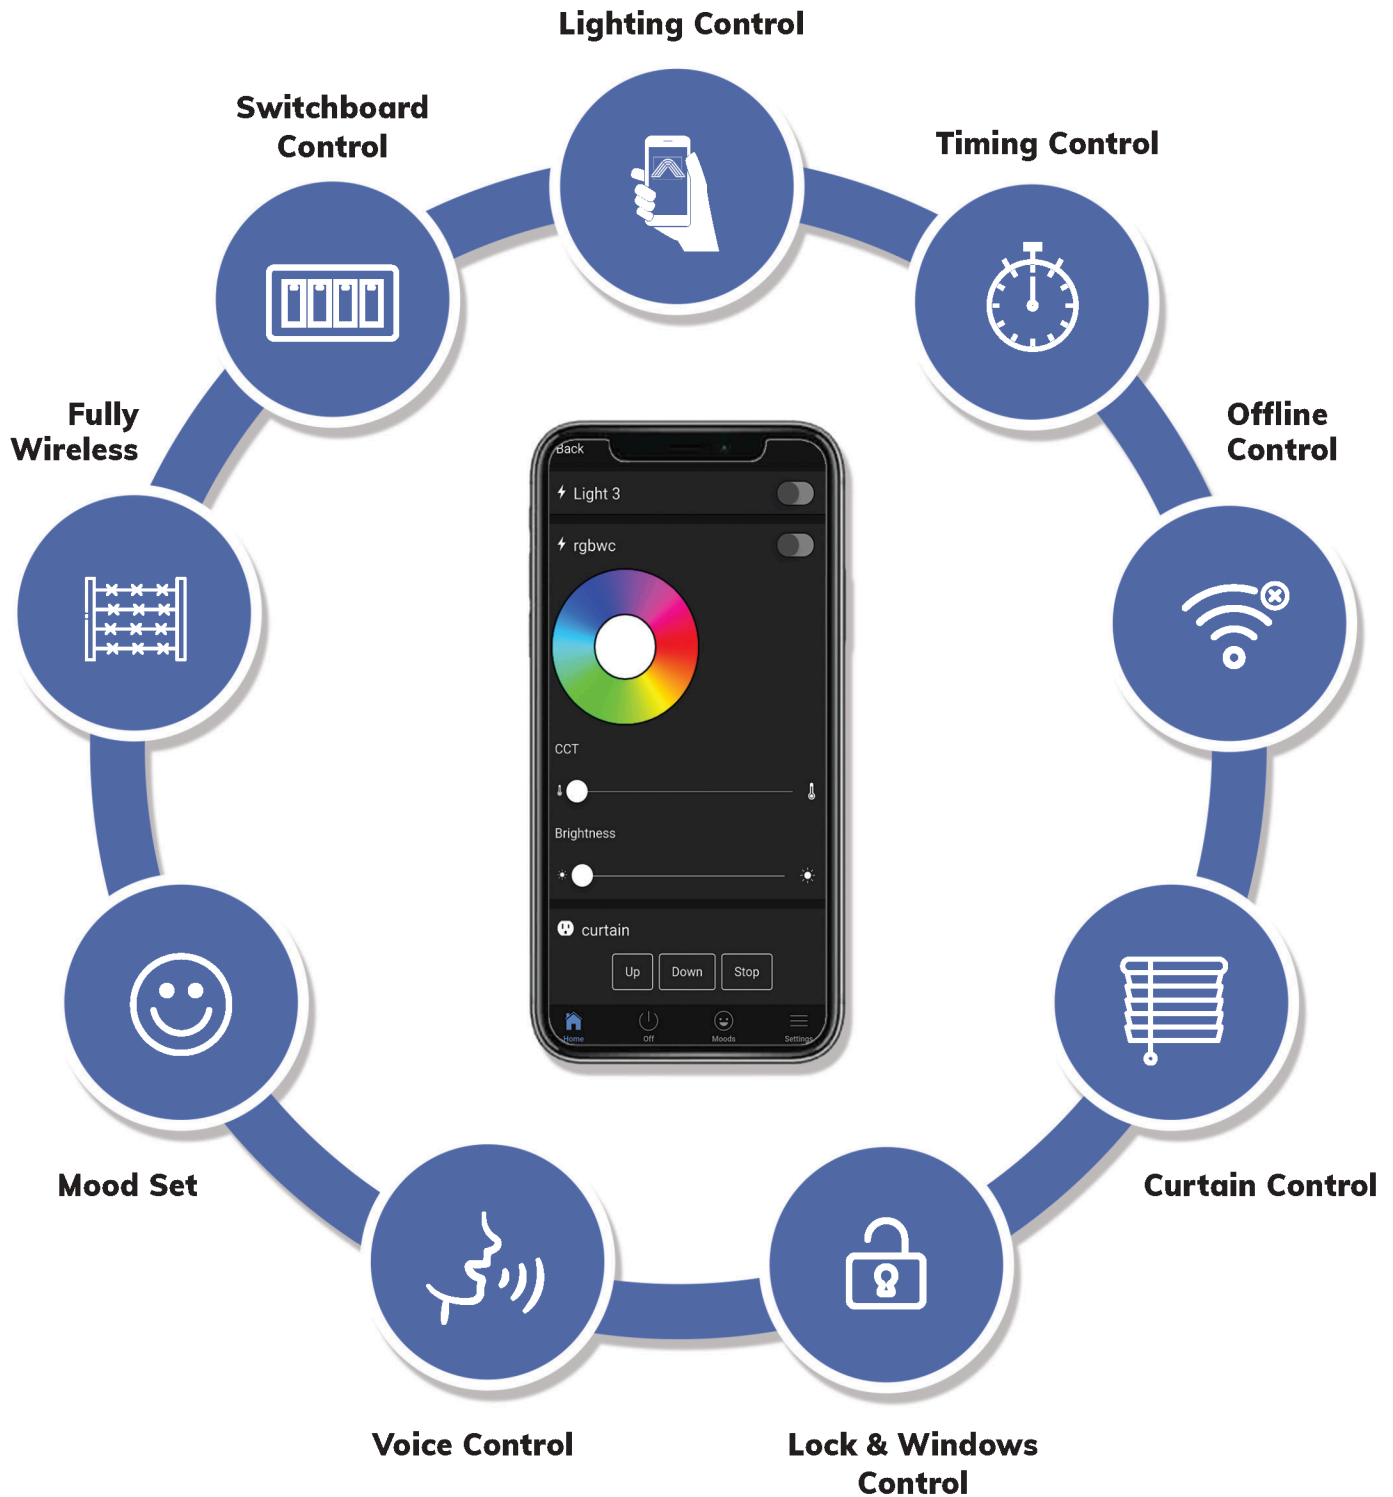 Lighting Control
Switchboard
Control
Timing Control
Fully
Wireless
Offline
Control
Back
Light 3
rgbwc
CCT
Brightness
curtain
Up
Down
Stop
Home
Off
Moods
Settings
Mood Set
Curtain Control
Voice Control
Lock & Windows
Control